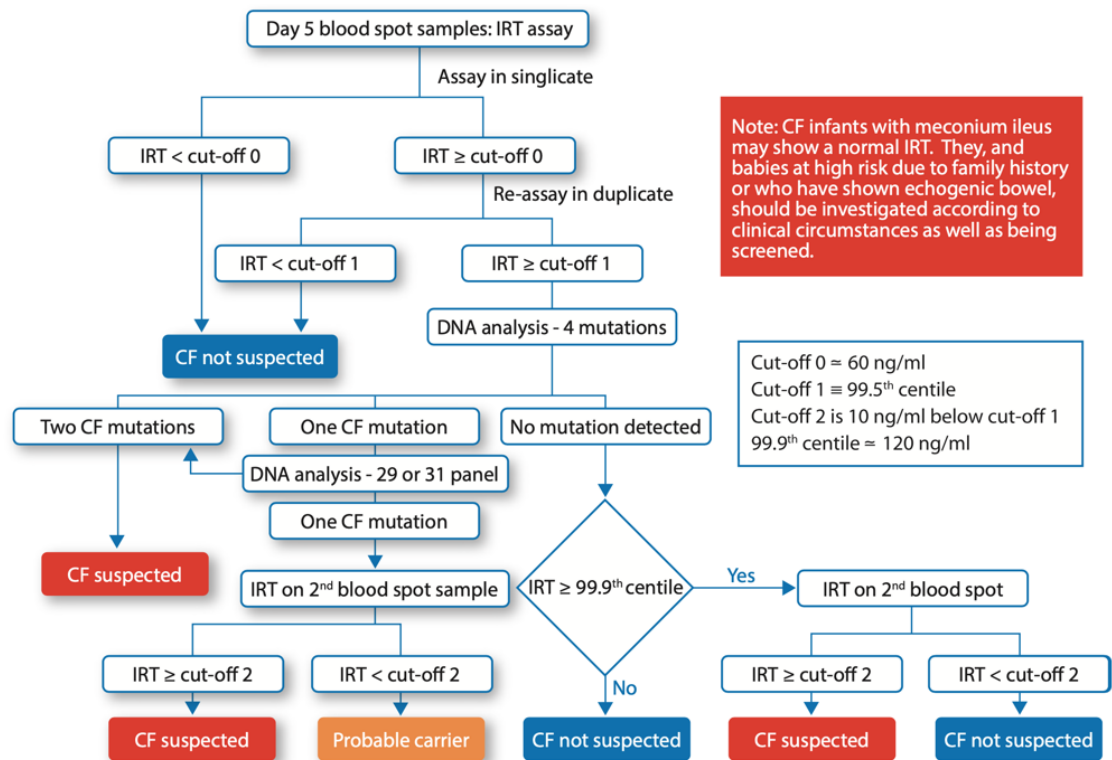 Day 5 blood spot samples: IRT assay
Assay in singlicate
IRT < cut-off 0
IRT ≥ cut-off 0
Re-assay in duplicate
IRT < cut-off 1
IRT ≥ cut-off 1
DNA analysis - 4 mutations
CF not suspected
Note: CF infants with meconium ileus
may show a normal IRT. They, and
babies at high risk due to family history
or who have shown echogenic bowel,
should be investigated according to
clinical circumstances as well as being
screened.
Cut-off 0 ≃ 60 ng/ml
Cut-off 1 ≡ 99.5th centile
Cut-off 2 is 10 ng/ml below cut-off 1
99.9th centile ≃ 120 ng/ml
Two CF mutations
One CF mutation
No mutation detected
DNA analysis - 29 or 31 panel
One CF mutation
CF suspected
IRT on 2nd blood spot sample
IRT ≥ 99.9th centile
Yes
IRT on 2nd blood spot
IRT ≥ cut-off 2
IRT < cut-off 2
No
IRT ≥ cut-off 2
IRT < cut-off 2
CF suspected
Probable carrier
CF not suspected
CF suspected
CF not suspected